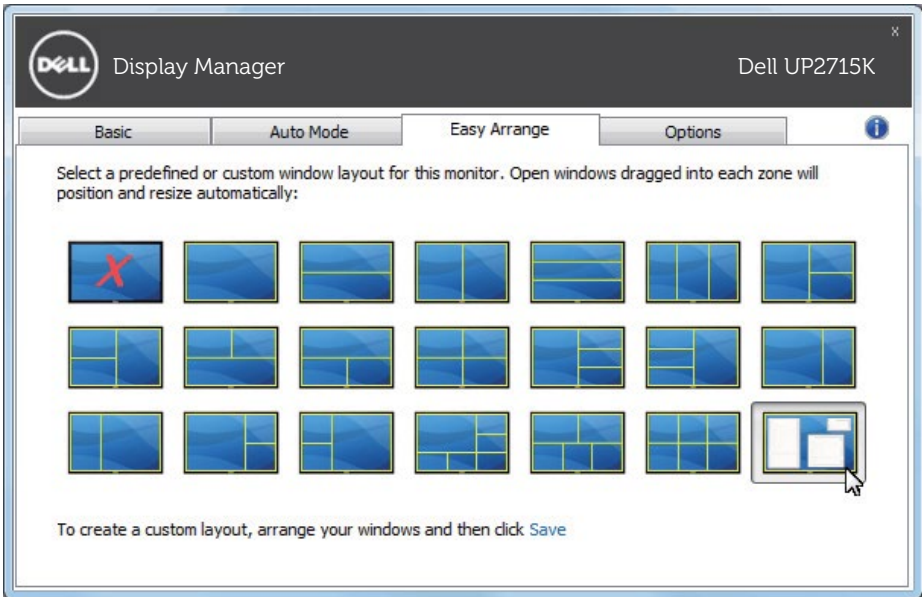 DELL Display Manager Dell UP2715K
Basic Auto Mode Easy Arrange Options
Select a predefined or custom window layout for this monitor. Open windows dragged into each zone will
position and resize automatically:
To create a custom layout, arrange your windows and then click Save